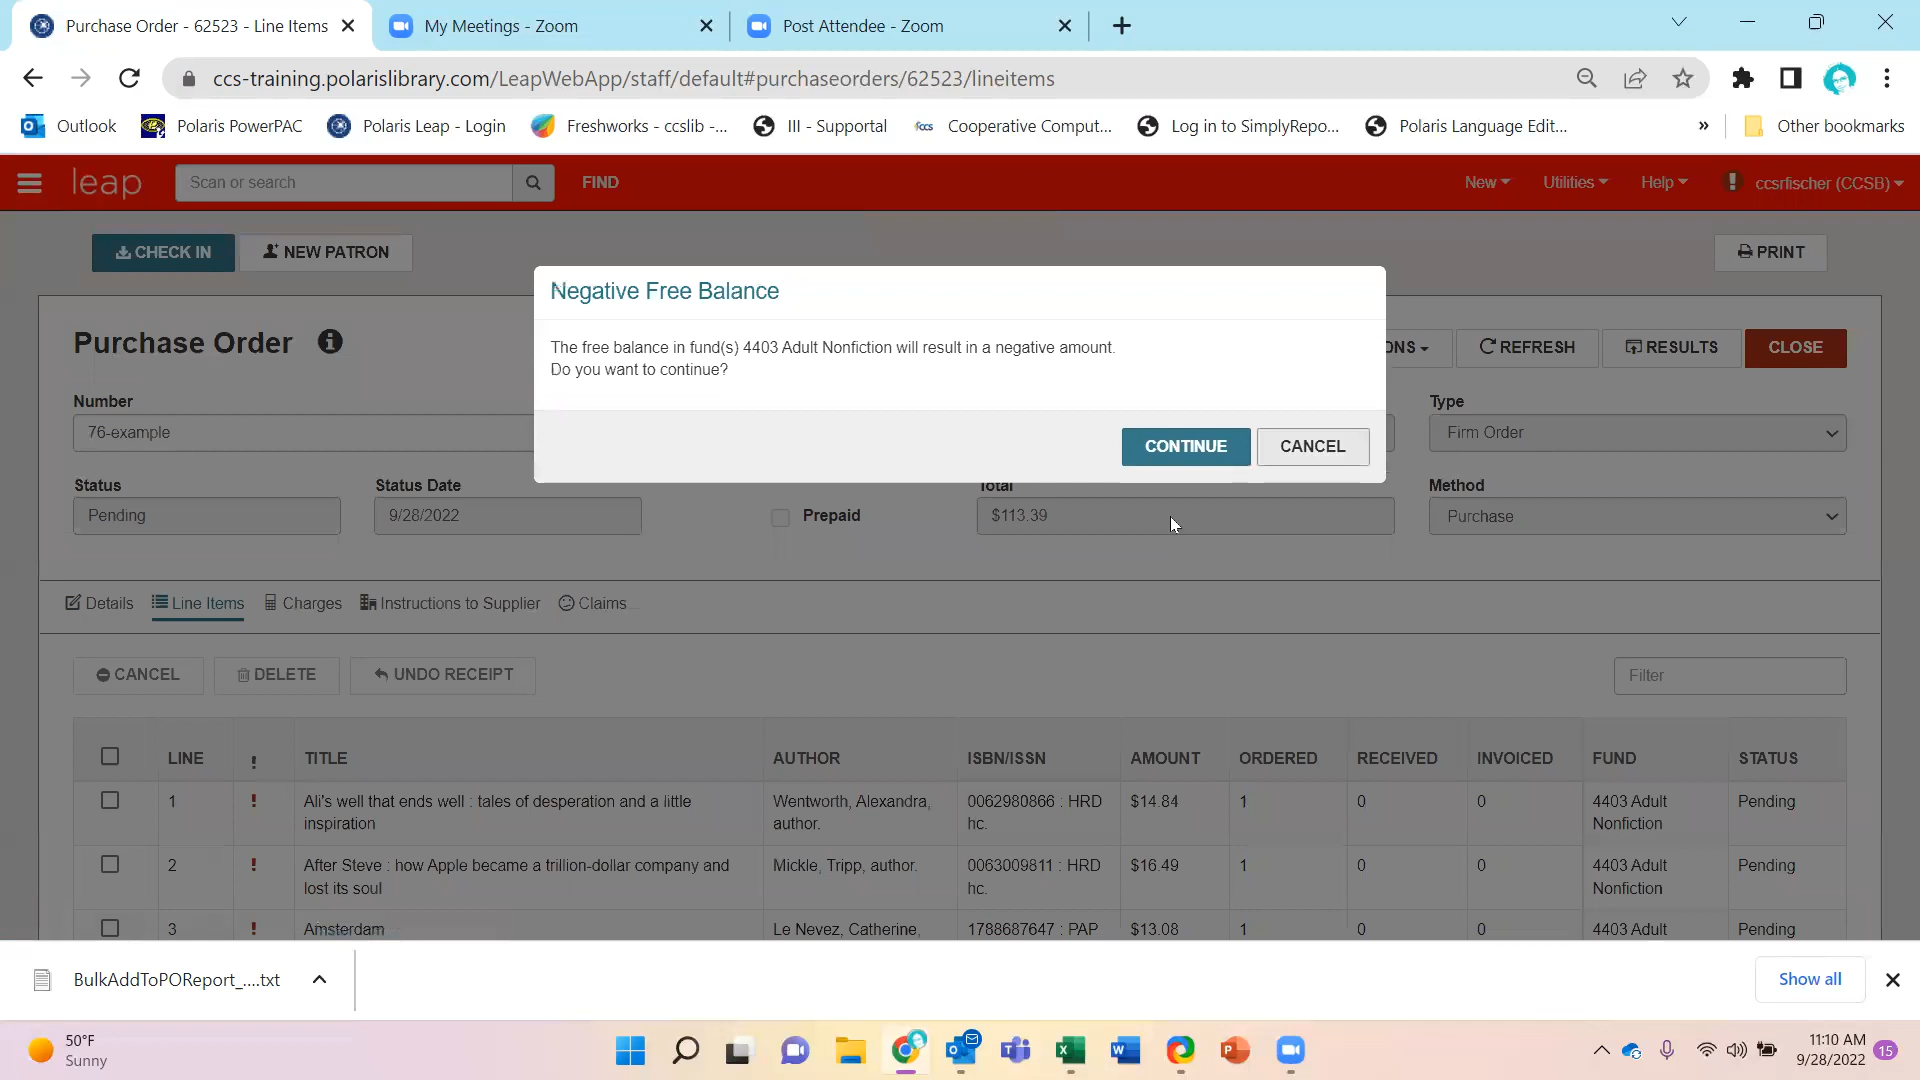 Purchase Order - 62523 - Line Items
My Meetings - Zoom
Post Attendee - Zoom
ccs-training.polarislibrary.com/LeapWebApp/staff/default#purchaseorders/62523/lineitems
Outlook
Polaris PowerPAC
Polaris Leap - Login
Freshworks - ccslib -...
III - Supportal
ccs
Cooperative Comput...
Log in to SimplyRepo...
Polaris Language Edit...
»
Other bookmarks
leap
Scan or search
FIND
New
Utilities
Help
ccsrfischer (CCSB)
CHECK IN
NEW PATRON
PRINT
Negative Free Balance
The free balance in fund(s) 4403 Adult Nonfiction will result in a negative amount.
Do you want to continue?
CONTINUE
CANCEL
Purchase Order
ONS
REFRESH
RESULTS
CLOSE
Number
76-example
Type
Firm Order
Status
Pending
Status Date
9/28/2022
Prepaid
Total
$113.39
Method
Purchase
Details
Line Items
Charges
Instructions to Supplier
Claims
CANCEL
DELETE
UNDO RECEIPT
Filter
LINE ! TITLE AUTHOR ISBN/ISSN AMOUNT ORDERED RECEIVED INVOICED FUND STATUS
1 ! Ali's well that ends well : tales of desperation and a little Wentworth, Alexandra, 0062980866 : HRD $14.84 1 0 0 4403 Adult Pending
inspiration author. hc. Nonfiction
2 ! After Steve : how Apple became a trillion-dollar company and Mickle, Tripp, author. 0063009811 : HRD $16.49 1 0 0 4403 Adult Pending
lost its soul hc. Nonfiction
3 ! Amsterdam Le Nevez, Catherine, 1788687647 : PAP $13.08 1 0 0 4403 Adult Pending
BulkAddToPOReport_....txt
Show all
50°F
Sunny
11:10 AM
9/28/2022
15